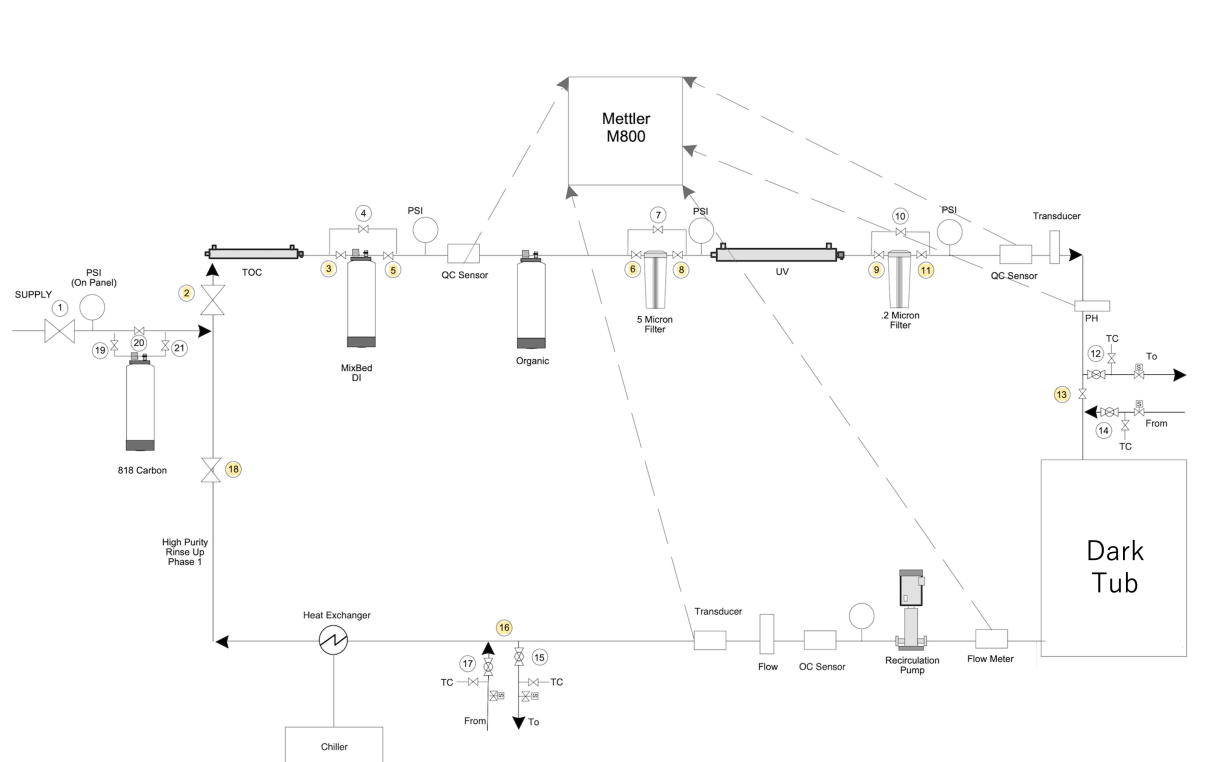 Mettler
M800
4
7
10
PSI
PSI
PSI
Transducer
3
5
6
8
9
11
TOC
QC Sensor
UV
QC Sensor
PSI
(On Panel)
2
SUPPLY
1
5 Micron
Filter
.2 Micron
Filter
PH
19
20
21
MixBed
DI
Organic
12
TC
S
To
13
S
14
From
TC
818 Carbon
18
High Purity
Rinse Up
Phase 1
Dark
Tub
Heat Exchanger
16
Transducer
17
15
Flow
OC Sensor
Recirculation
Pump
Flow Meter
TC
TC
S
S
From
To
Chiller